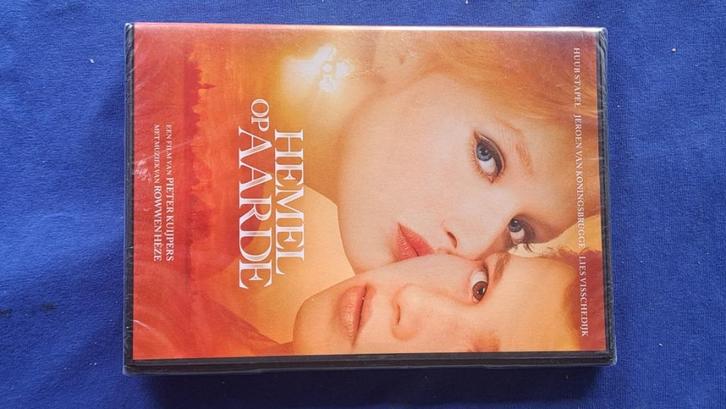 HUUB STAPEL JEROEN VAN KONINGSBRUGGE LIES VISSCHEDIJK
HEMEL
OP AARDE
EEN FILM VAN PIETER KUIJPERS
MET MUZIEK VAN ROWWEN HÈZE